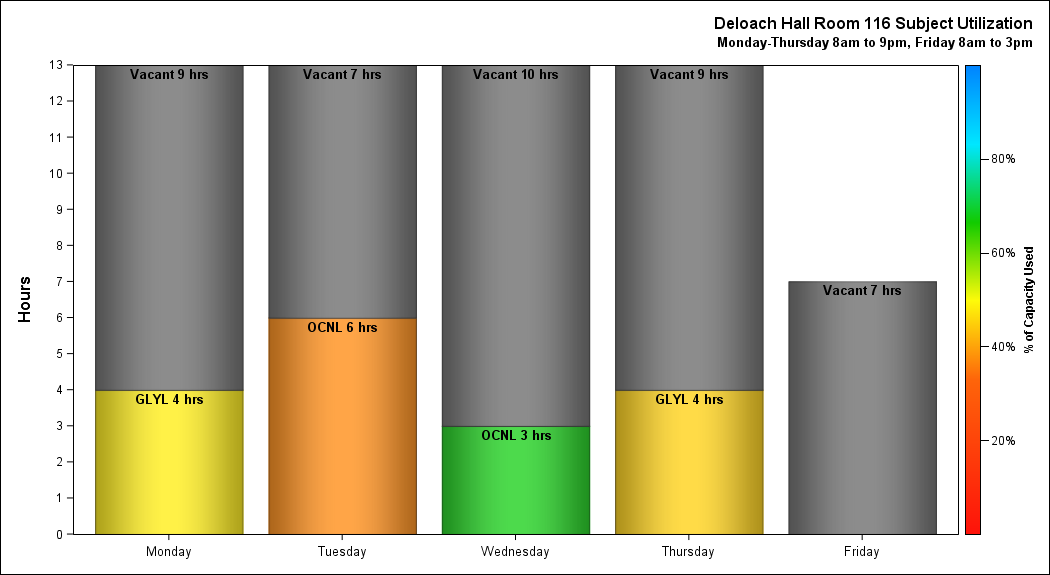 Deloach Hall Room 116 Subject Utilization
Monday-Thursday 8am to 9pm, Friday 8am to 3pm
Hours
13
12
11
10
9
8
7
6
5
4
3
2
1
0
Vacant 9 hrs
GLYL 4 hrs
Vacant 7 hrs
OCNL 6 hrs
Vacant 10 hrs
OCNL 3 hrs
Vacant 9 hrs
GLYL 4 hrs
Vacant 7 hrs
Monday
Tuesday
Wednesday
Thursday
Friday
80%
60%
40%
20%
% of Capacity Used